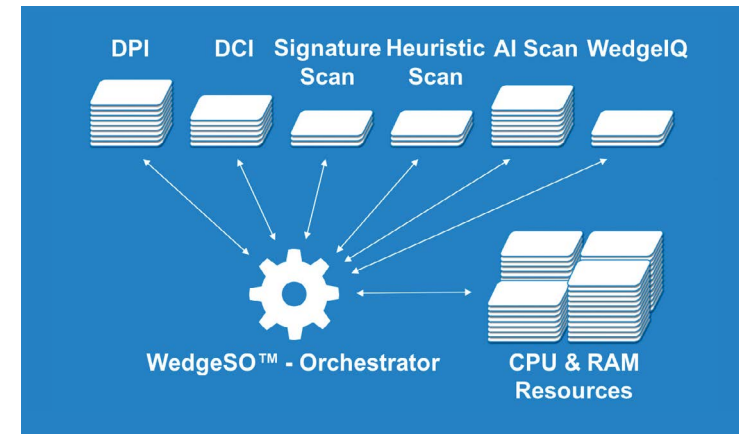 DPI DCI Signature Scan Heuristic Scan AI Scan WedgeIQ
WedgeSO™ - Orchestrator
CPU & RAM
Resources